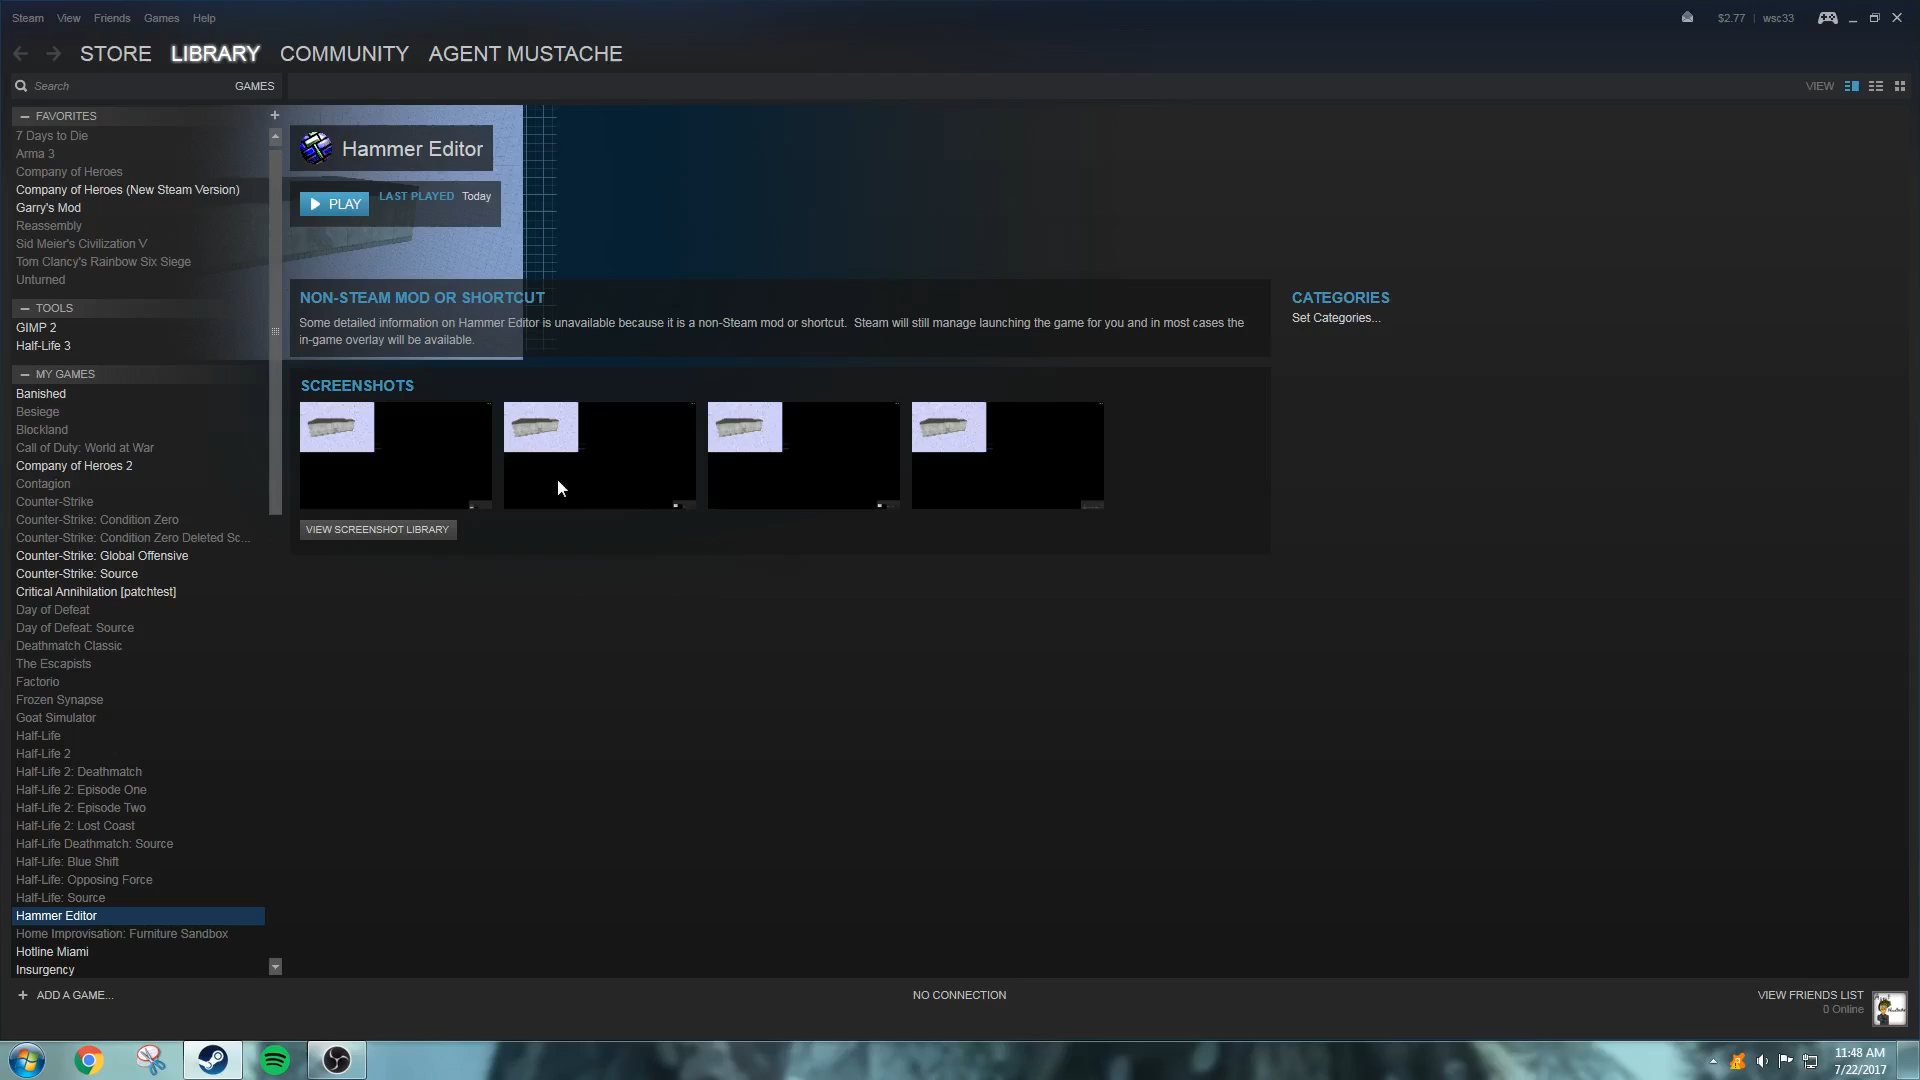 Steam View Friends Games Help
$2.77 | wsc33
STORE LIBRARY COMMUNITY AGENT MUSTACHE
Search GAMES
VIEW
— FAVORITES +
7 Days to Die
Arma 3
Company of Heroes
Company of Heroes (New Steam Version)
Garry's Mod
Reassembly
Sid Meier's Civilization V
Tom Clancy's Rainbow Six Siege
Unturned
— TOOLS
GIMP 2
Half-Life 3
— MY GAMES
Banished
Besiege
Blockland
Call of Duty: World at War
Company of Heroes 2
Contagion
Counter-Strike
Counter-Strike: Condition Zero
Counter-Strike: Condition Zero Deleted Sc...
Counter-Strike: Global Offensive
Counter-Strike: Source
Critical Annihilation [patchtest]
Day of Defeat
Day of Defeat: Source
Deathmatch Classic
The Escapists
Factorio
Frozen Synapse
Goat Simulator
Half-Life
Half-Life 2
Half-Life 2: Deathmatch
Half-Life 2: Episode One
Half-Life 2: Episode Two
Half-Life 2: Lost Coast
Half-Life Deathmatch: Source
Half-Life: Blue Shift
Half-Life: Opposing Force
Half-Life: Source
Hammer Editor
Home Improvisation: Furniture Sandbox
Hotline Miami
Insurgency
Hammer Editor
PLAY LAST PLAYED Today
NON-STEAM MOD OR SHORTCUT
Some detailed information on Hammer Editor is unavailable because it is a non-Steam mod or shortcut. Steam will still manage launching the game for you and in most cases the
in-game overlay will be available.
SCREENSHOTS
VIEW SCREENSHOT LIBRARY
CATEGORIES
Set Categories...
+ ADD A GAME...
NO CONNECTION
VIEW FRIENDS LIST
0 Online
11:48 AM
7/22/2017